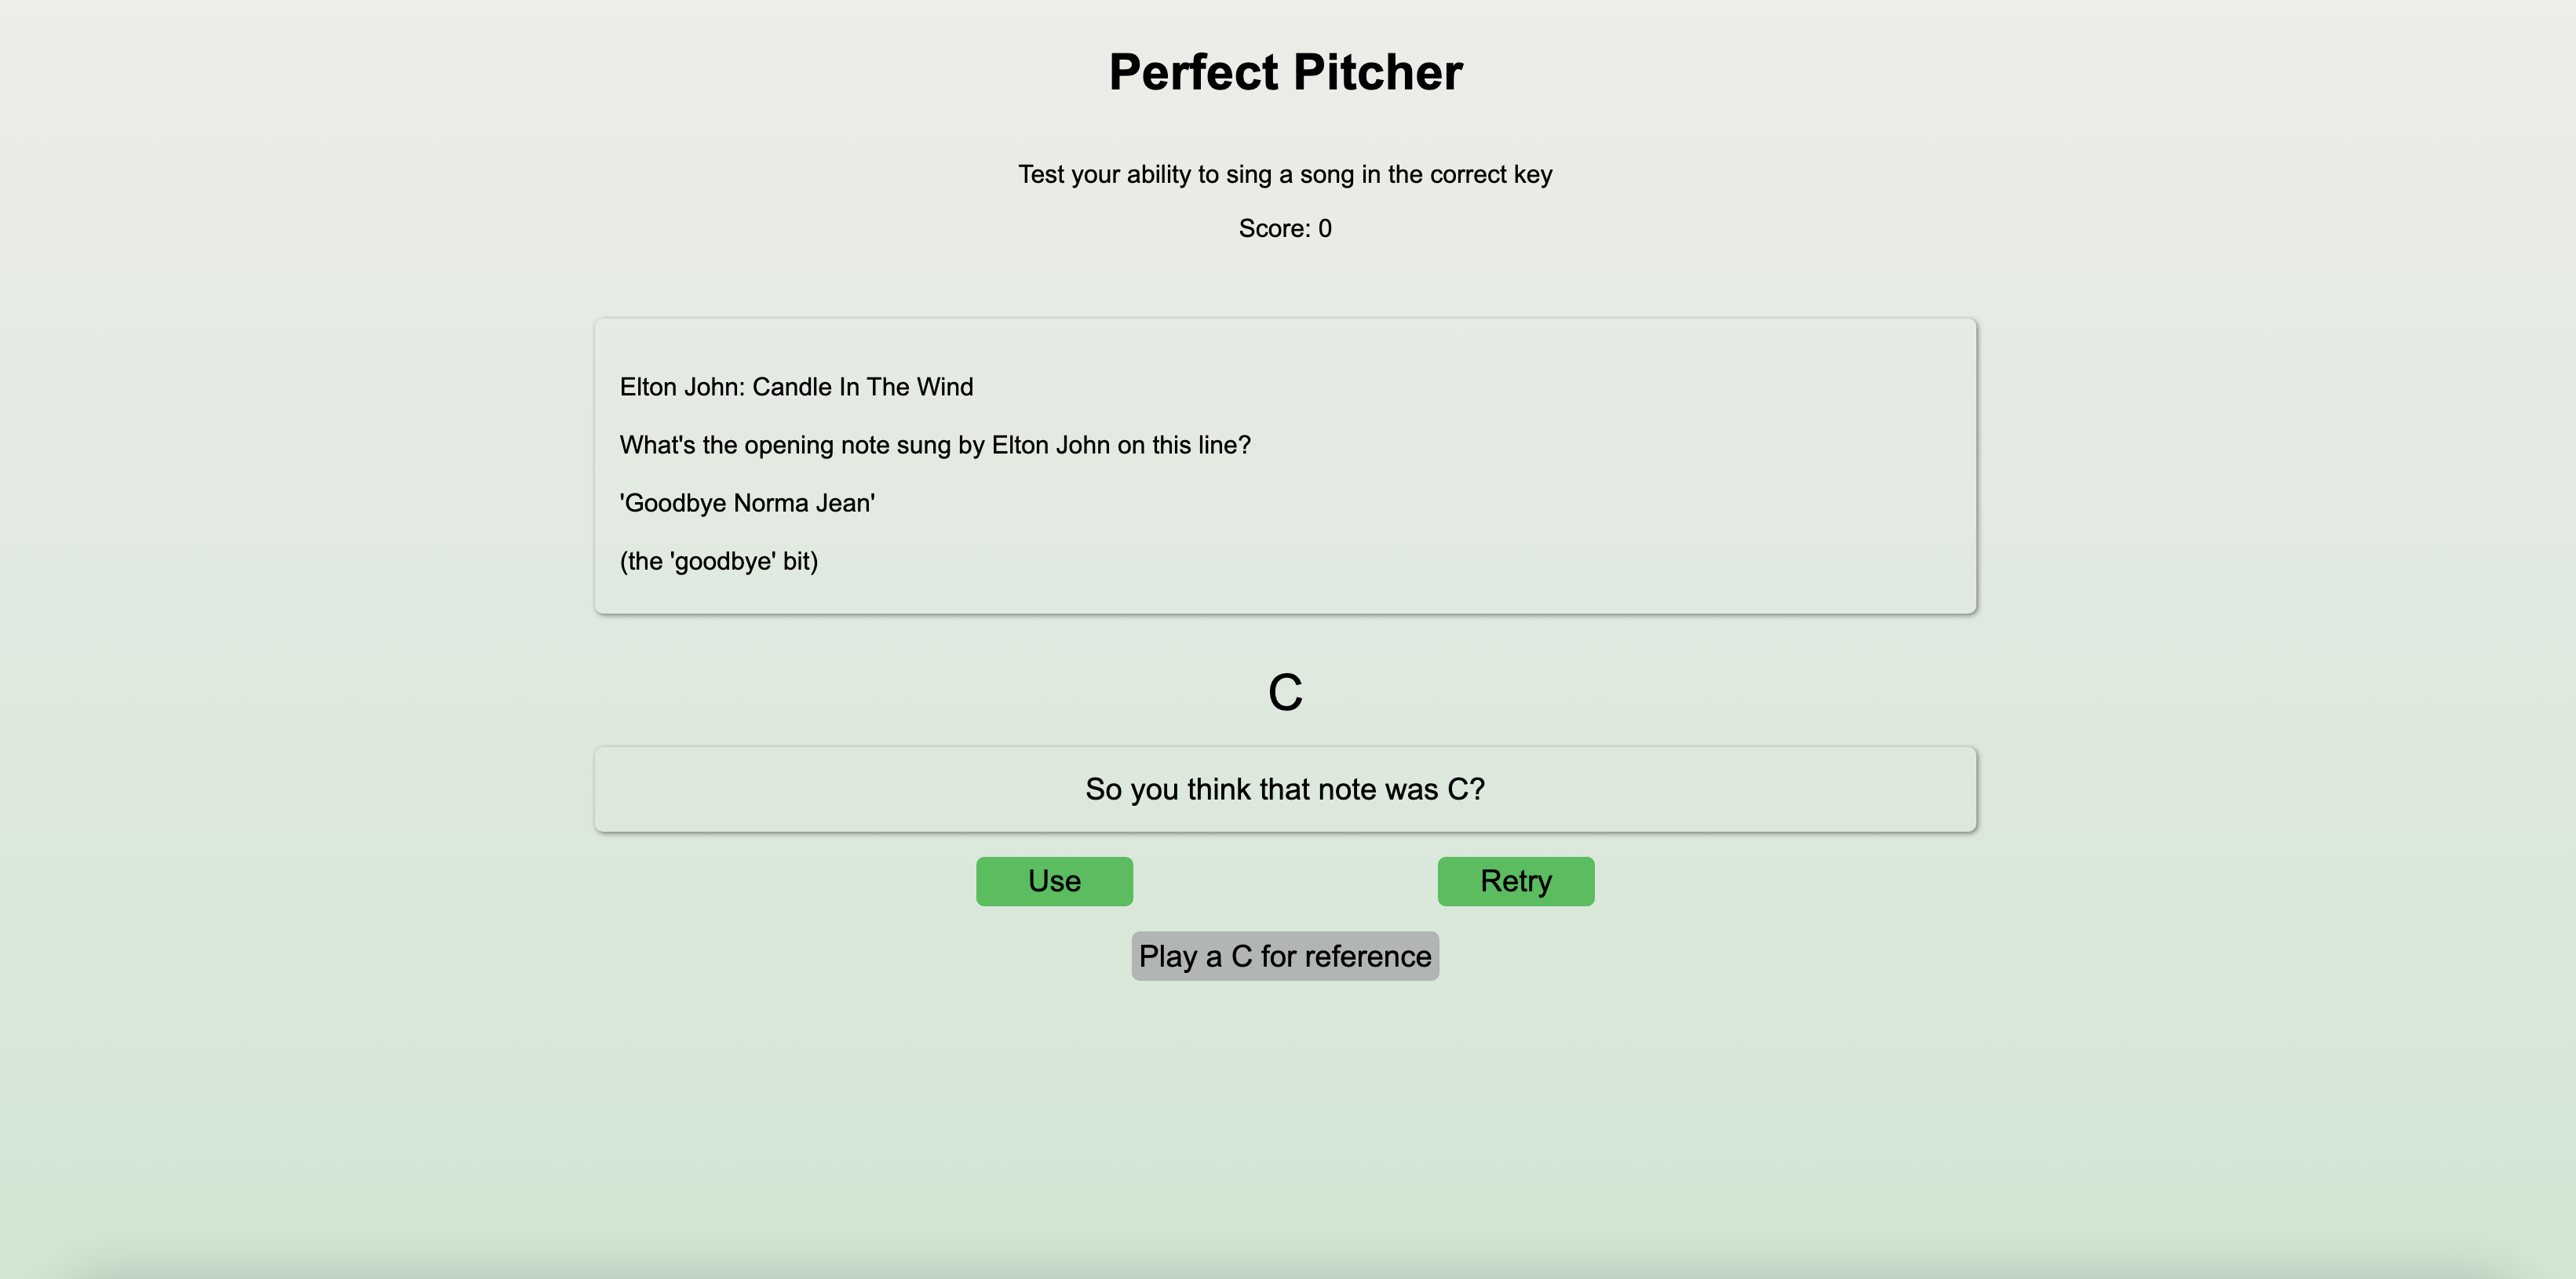 Perfect Pitcher
Test your ability to sing a song in the correct key
Score: 0
Elton John: Candle In The Wind
What's the opening note sung by Elton John on this line?
'Goodbye Norma Jean'
(the 'goodbye' bit)
C
So you think that note was C?
Use
Retry
Play a C for reference